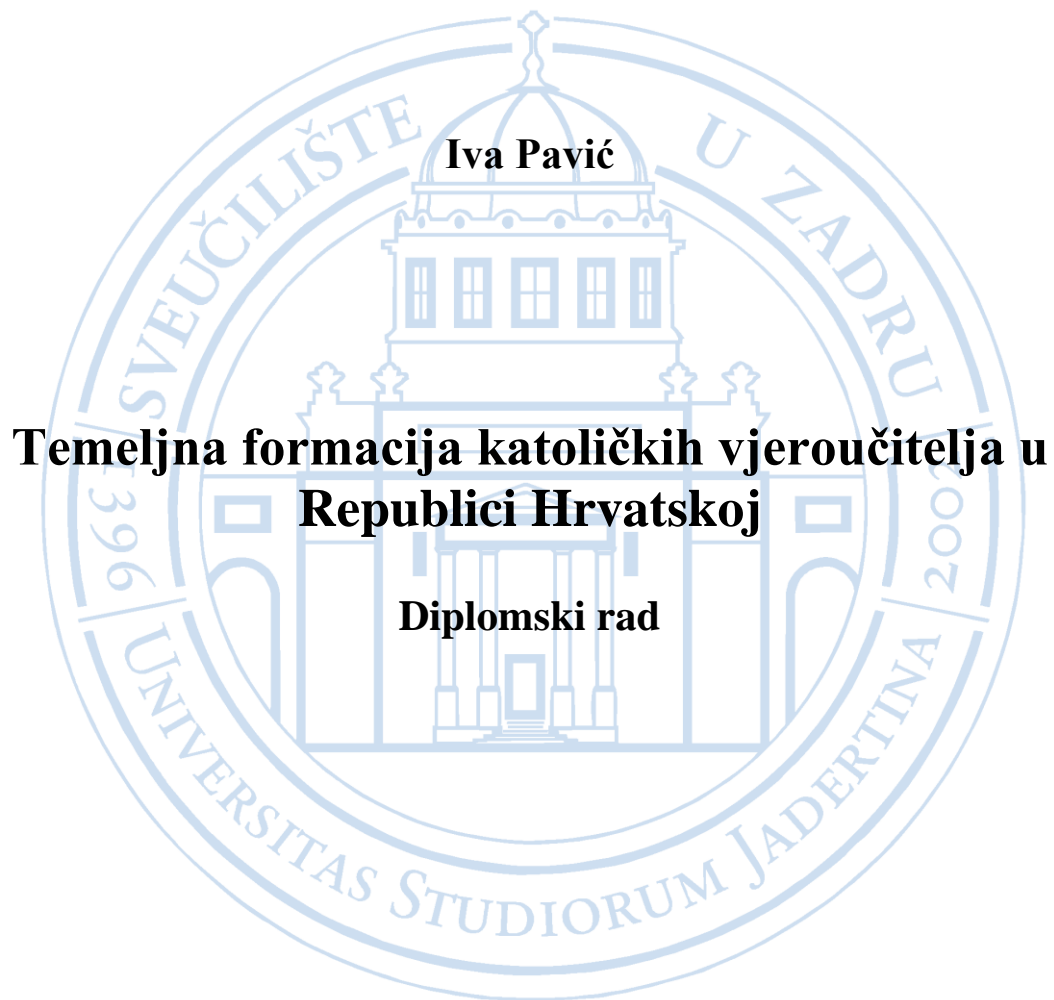 Iva Pavić
Temeljna formacija katoličkih vjeroučitelja u
Republici Hrvatskoj
Diplomski rad
SVEUČILIŠTE U ZADRU
1396
2002
UNIVERSITAS STUDIORUM JADERTINA